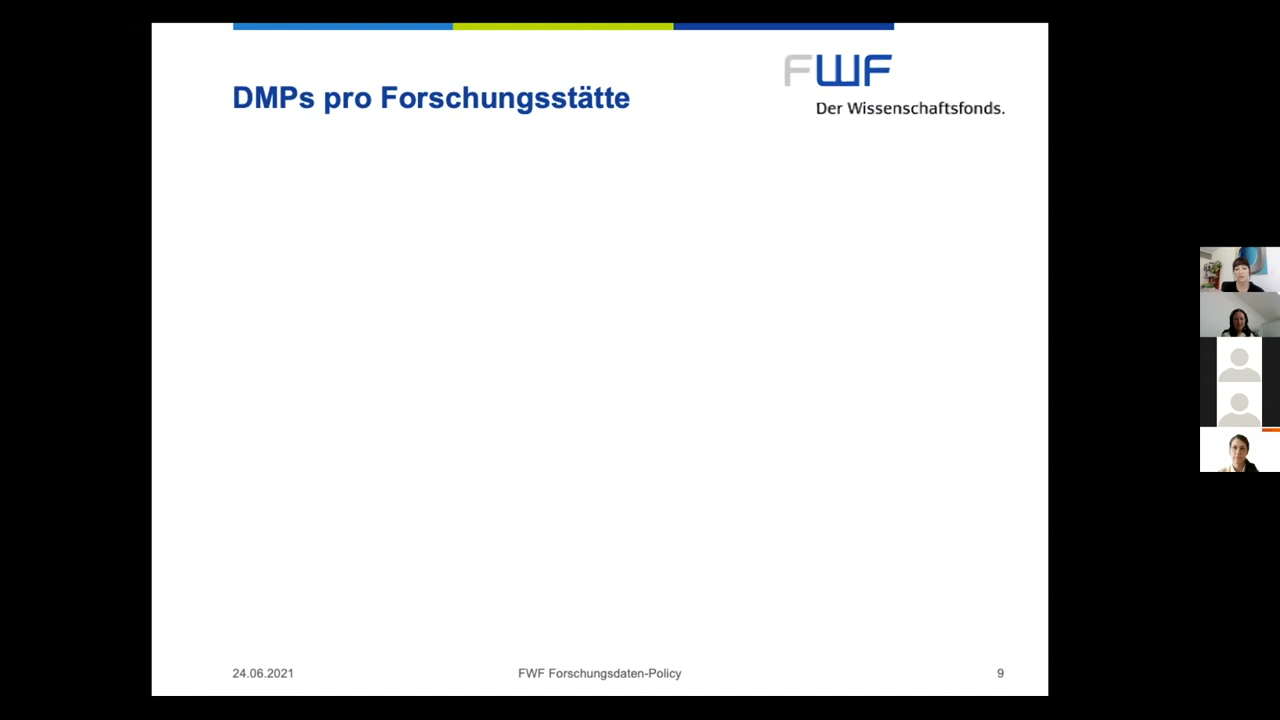 FWF
DMPs pro Forschungsstätte
Der Wissenschaftsfonds.
24.06.2021
FWF Forschungsdaten-Policy
9